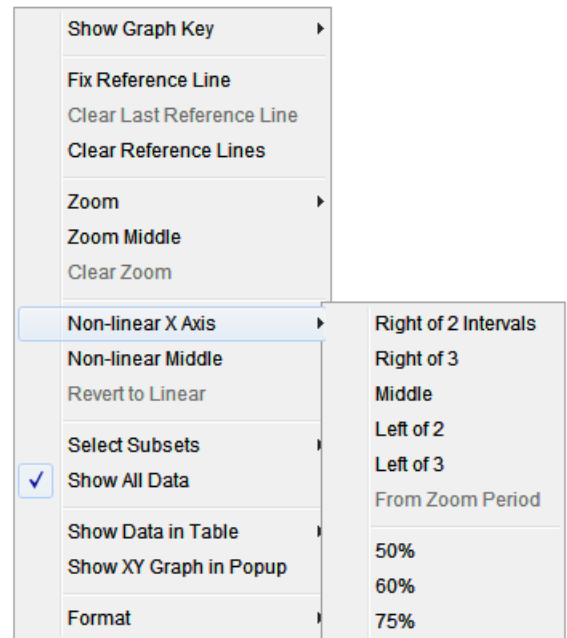 Show Graph Key
Fix Reference Line
Clear Last Reference Line
Clear Reference Lines
Zoom
Zoom Middle
Clear Zoom
Non-linear X Axis
Non-linear Middle
Revert to Linear
Select Subsets
Show All Data
Show Data in Table
Show XY Graph in Popup
Format
Right of 2 Intervals
Right of 3
Middle
Left of 2
Left of 3
From Zoom Period
50%
60%
75%